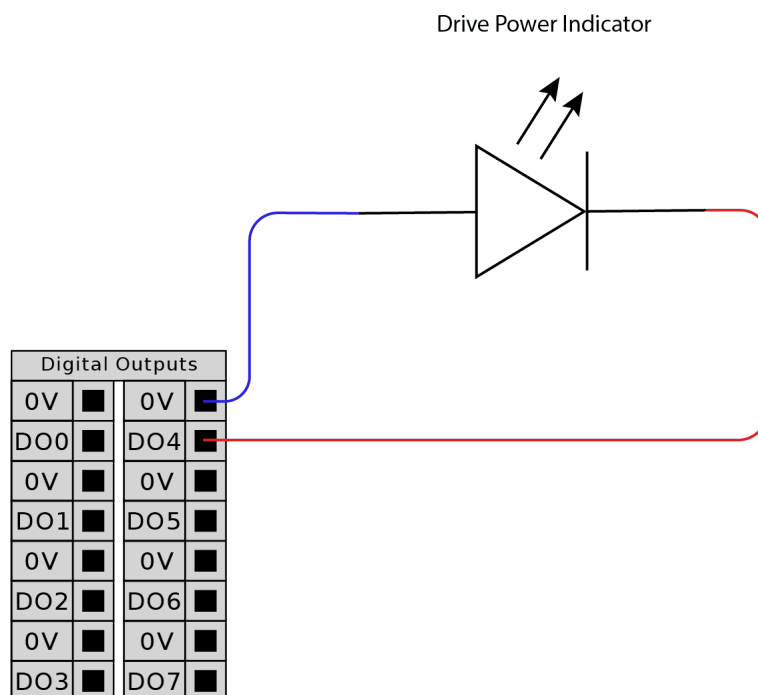 Drive Power Indicator
Digital Outputs
0V 0V
DO0 DO4
0V 0V
DO1 DO5
0V 0V
DO2 DO6
0V 0V
DO3 DO7